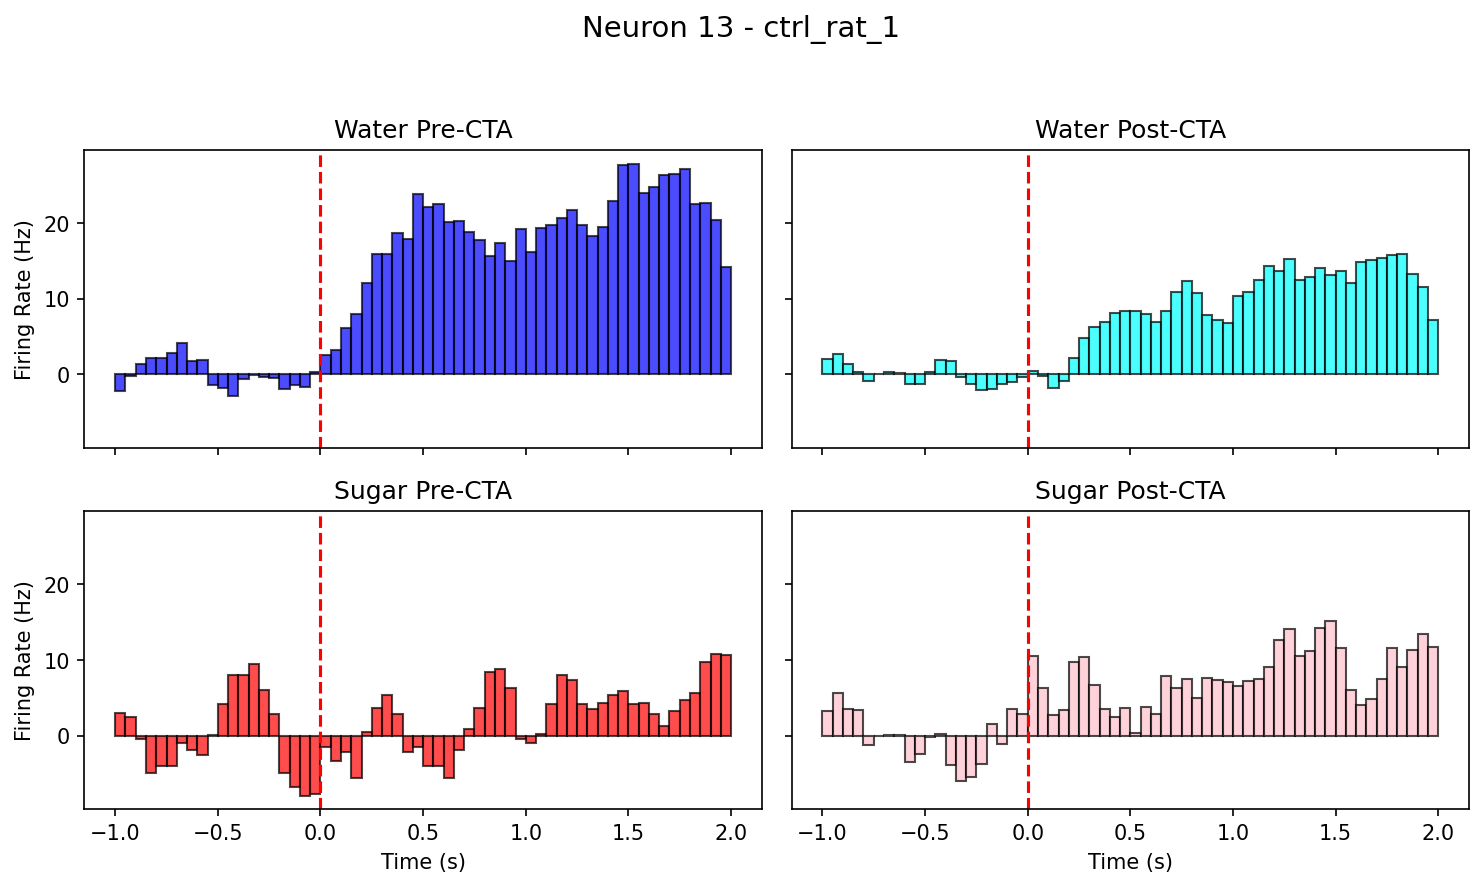 Neuron 13 - ctrl_rat_1
Water Pre-CTA
Water Post-CTA
Firing Rate (Hz)
20
10
0
Sugar Pre-CTA
Sugar Post-CTA
Firing Rate (Hz)
20
10
0
−1.0 −0.5 0.0 0.5 1.0 1.5 2.0
−1.0 −0.5 0.0 0.5 1.0 1.5 2.0
Time (s)
Time (s)